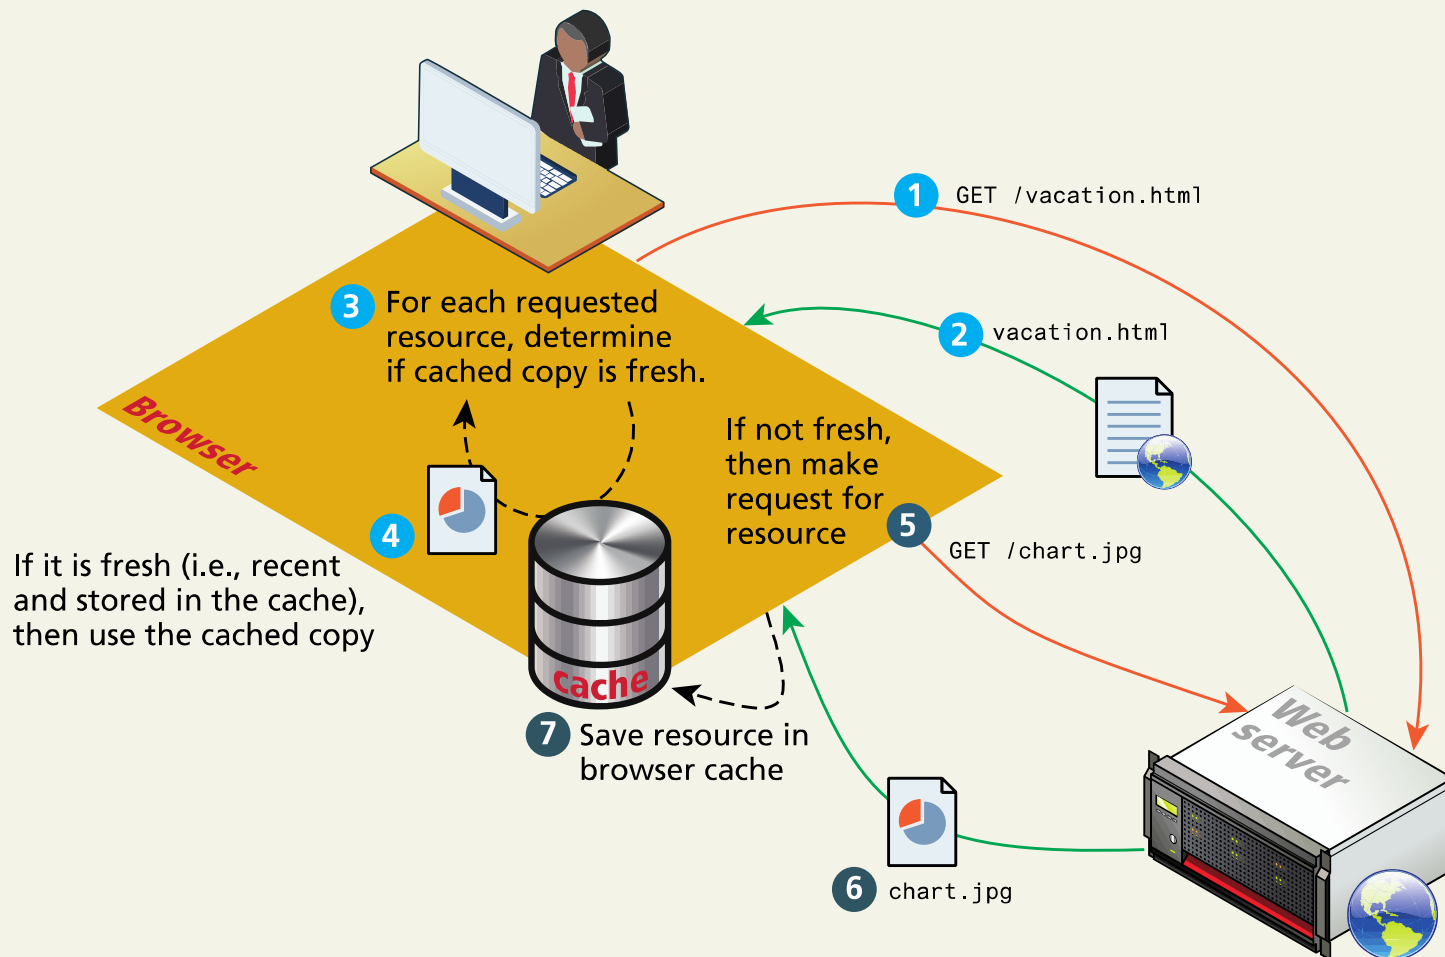 1 GET /vacation.html
2 vacation.html
3 For each requested
resource, determine
if cached copy is fresh.
Browser
4
If it is fresh (i.e., recent
and stored in the cache),
then use the cached copy
If not fresh,
then make
request for
resource
5
GET /chart.jpg
cache
7 Save resource in
browser cache
6 chart.jpg
Web
server